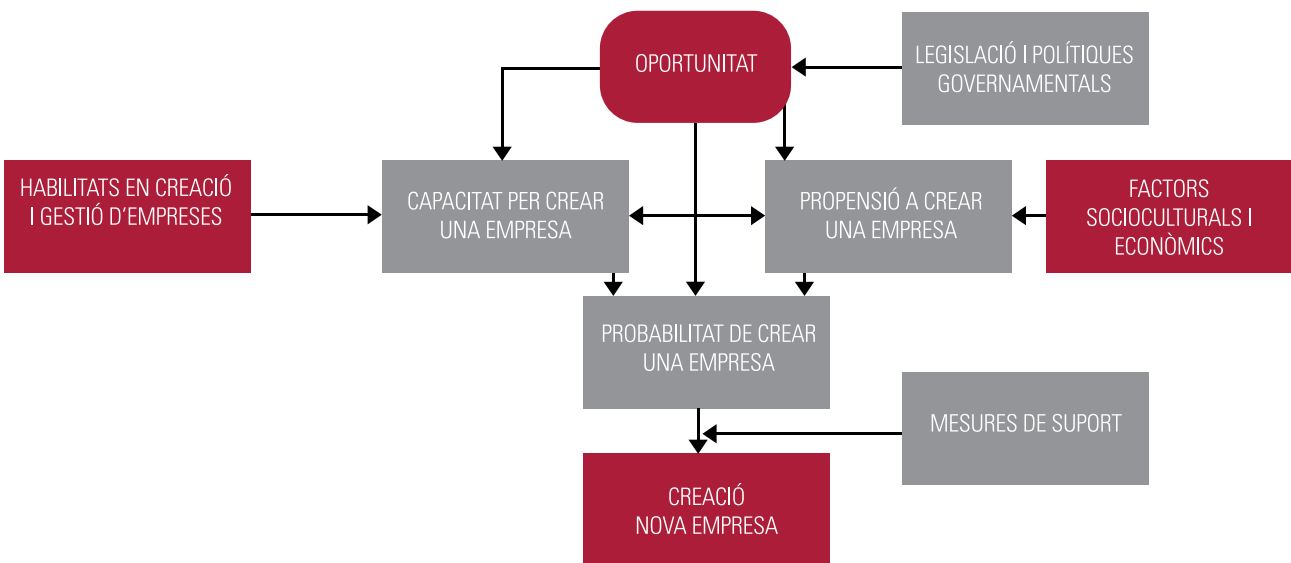 OPORTUNITAT
LEGISLACIÓ I POLÍTIQUES
GOVERNAMENTALS
HABILITATS EN CREACIÓ
I GESTIÓ D'EMPRESES
CAPACITAT PER CREAR
UNA EMPRESA
PROPENSIÓ A CREAR
UNA EMPRESA
FACTORS
SOCIOCULTURALS I
ECONÒMICS
PROBABILITAT DE CREAR
UNA EMPRESA
MESURES DE SUPORT
CREACIÓ
NOVA EMPRESA